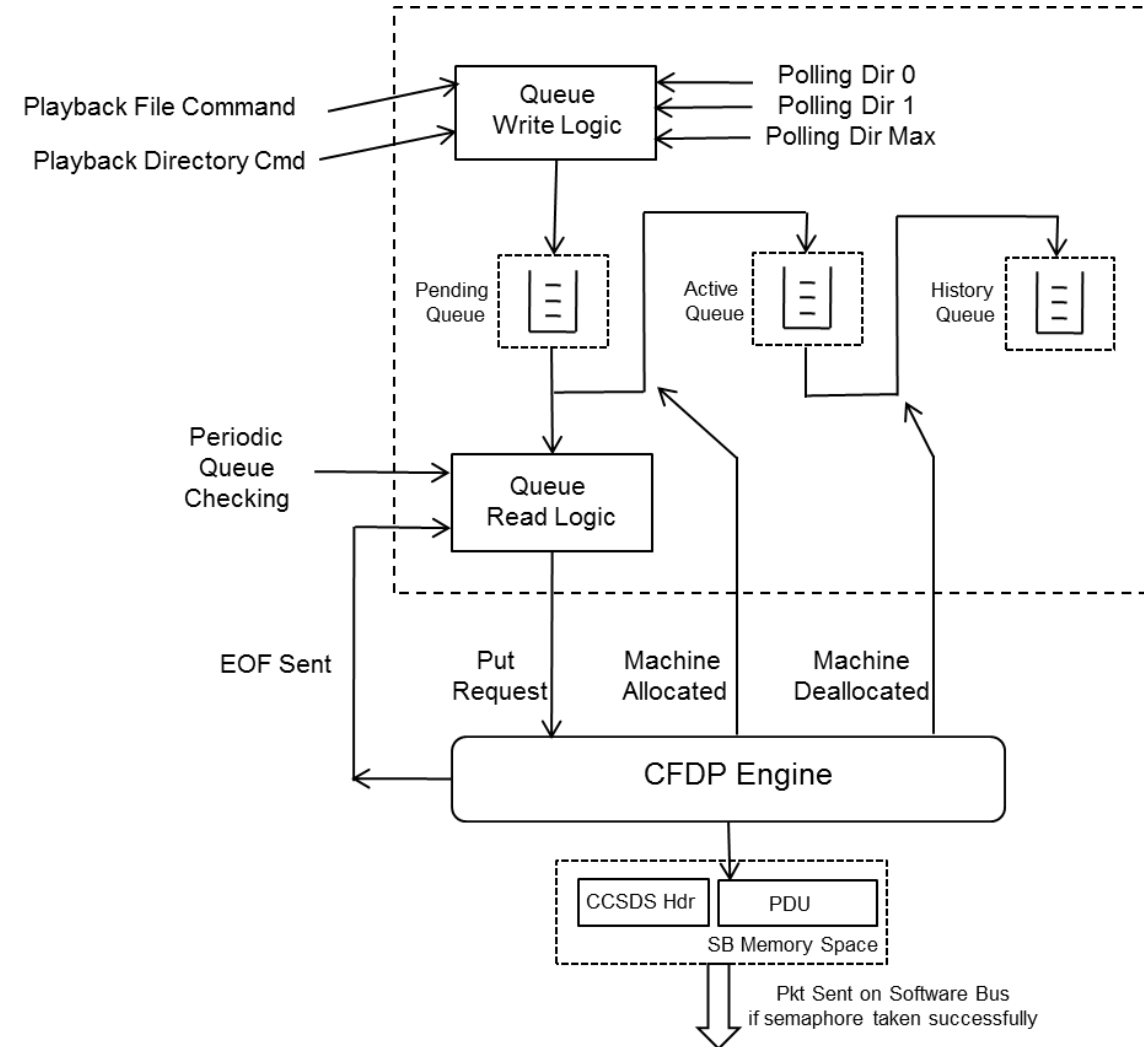 Playback File Command
Playback Directory Cmd
Queue
Write Logic
Polling Dir 0
Polling Dir 1
Polling Dir Max
Pending
Queue
Active
Queue
History
Queue
Periodic
Queue
Checking
Queue
Read Logic
EOF Sent
Put
Request
Machine
Allocated
Machine
Deallocated
CFDP Engine
CCSDS Hdr
PDU
SB Memory Space
Pkt Sent on Software Bus
if semaphore taken successfully